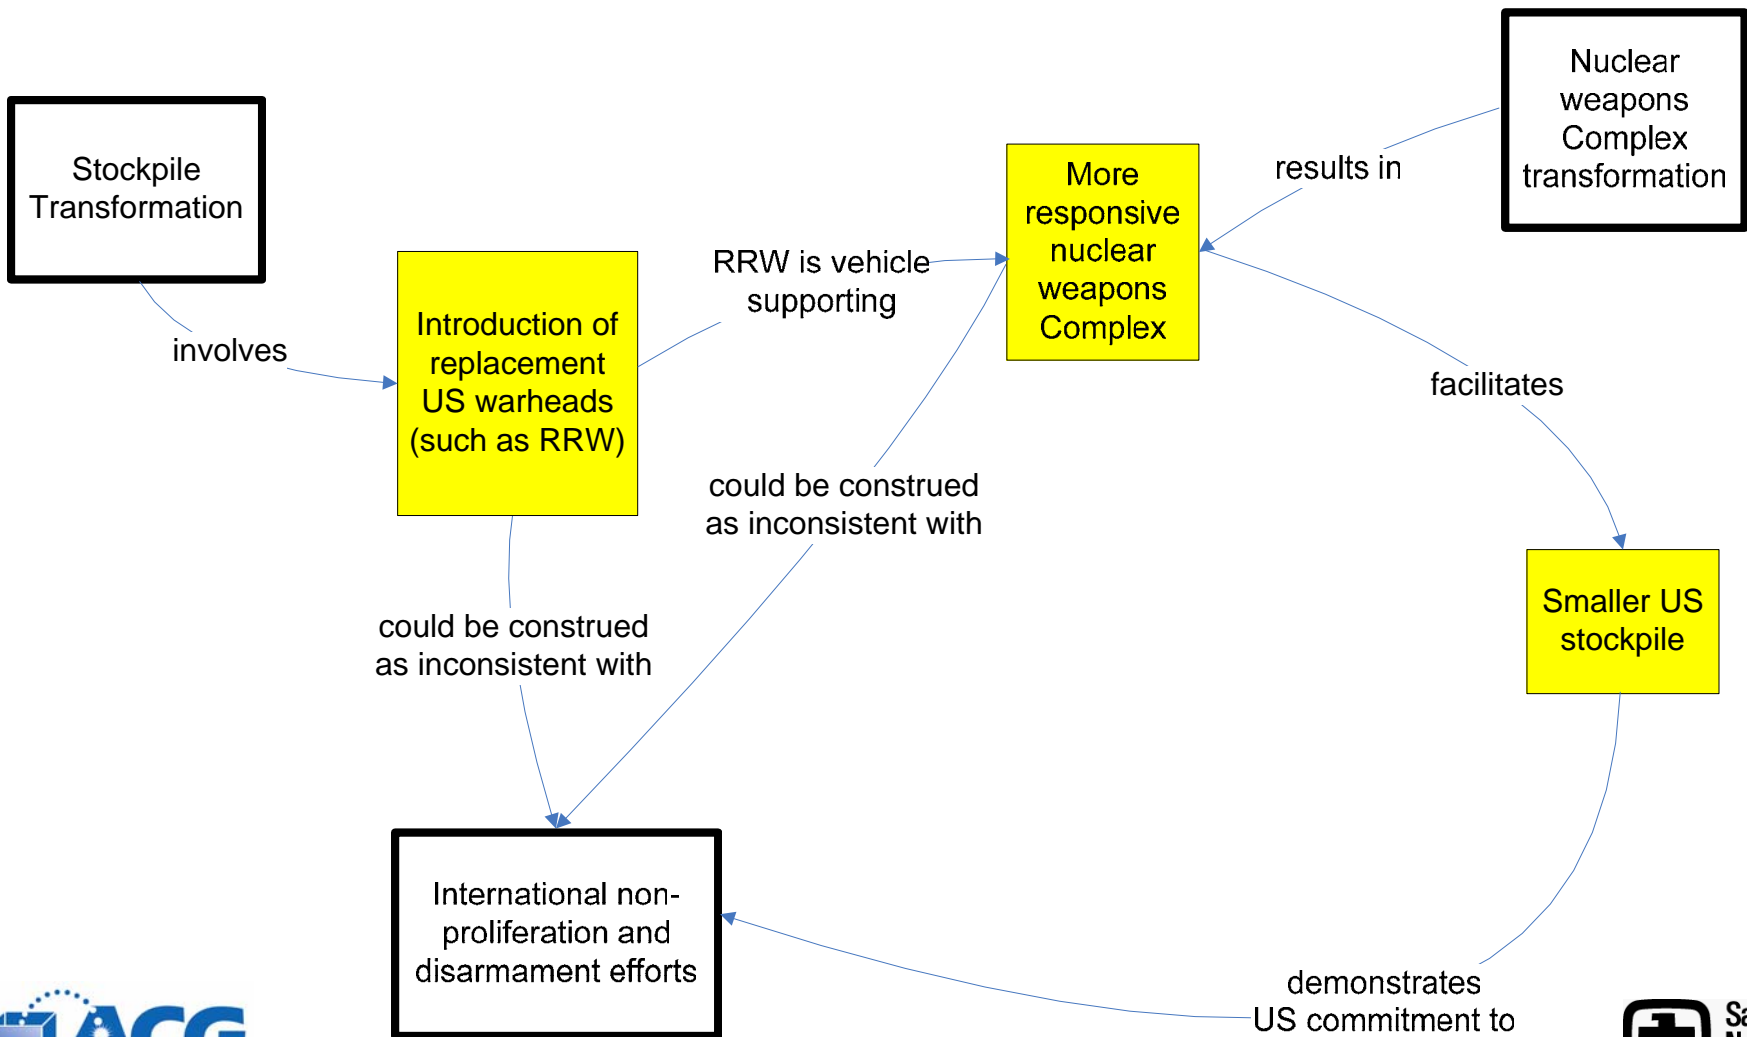 Nuclear
weapons
Complex
transformation
Stockpile
Transformation
results in
More
responsive
nuclear
weapons
Complex
RRW is vehicle
supporting
Introduction of
replacement
US warheads
(such as RRW)
involves
facilitates
could be construed
as inconsistent with
Smaller US
stockpile
could be construed
as inconsistent with
International non-
proliferation and
disarmament efforts
demonstrates
US commitment to
ACG